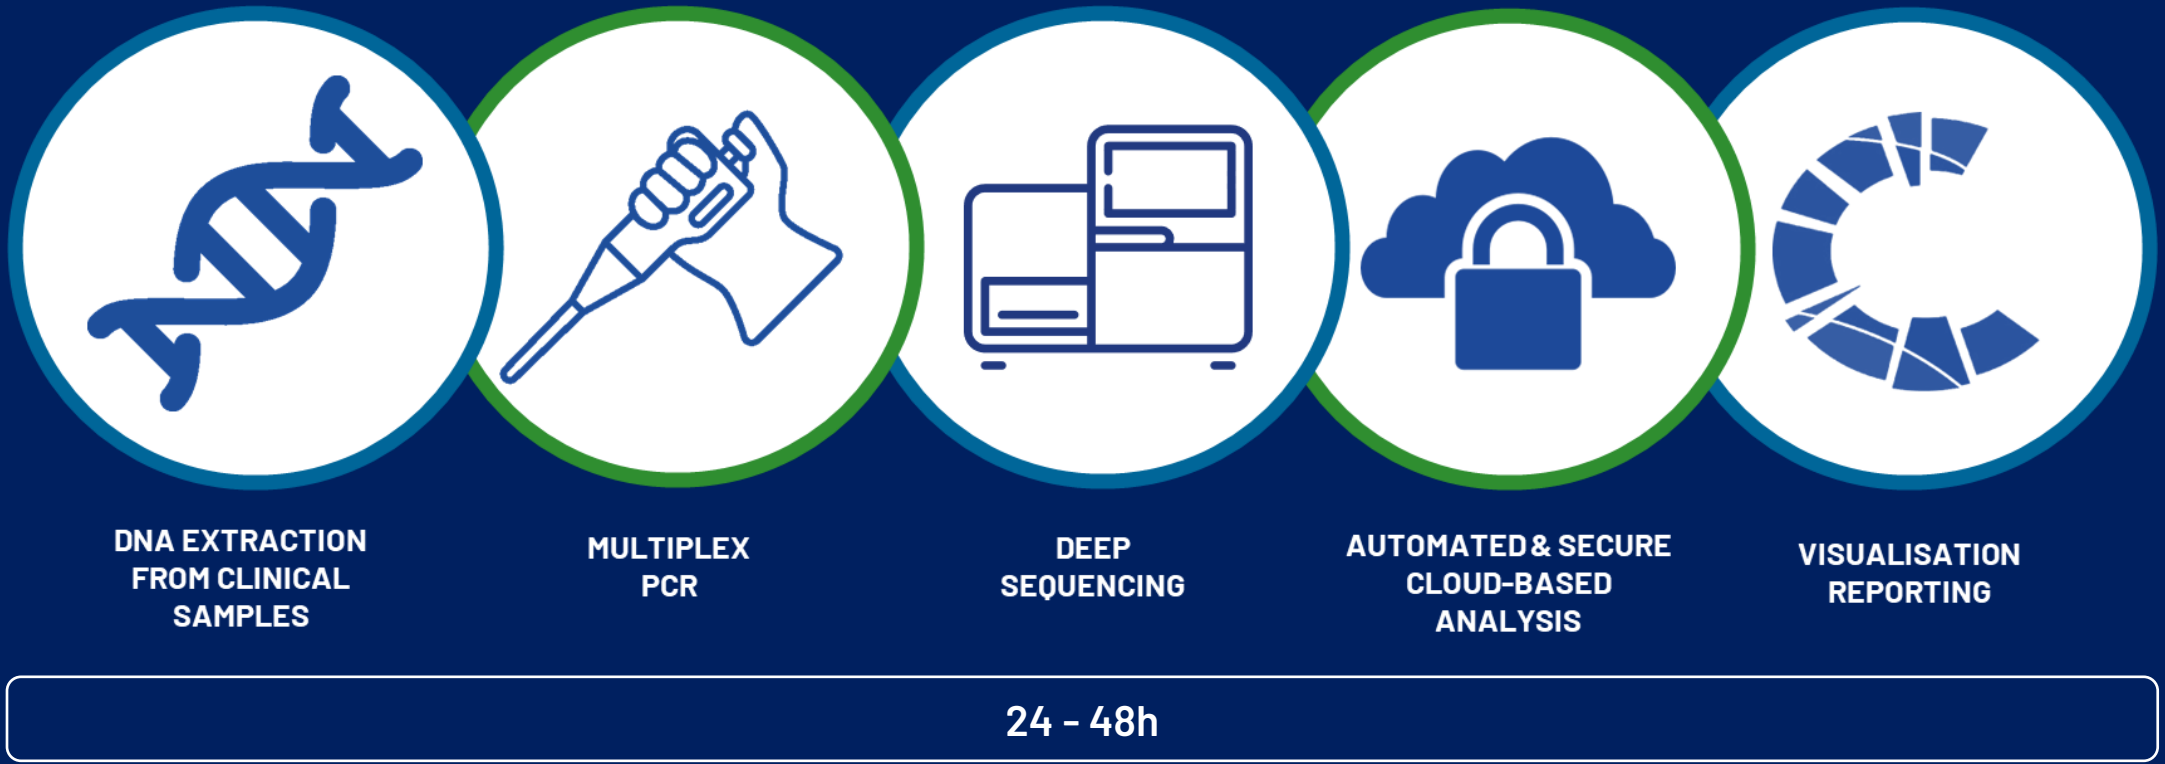 DNA EXTRACTION
FROM CLINICAL
SAMPLES
MULTIPLEX
PCR
DEEP
SEQUENCING
AUTOMATED & SECURE
CLOUD-BASED
ANALYSIS
VISUALISATION
REPORTING
24 - 48h